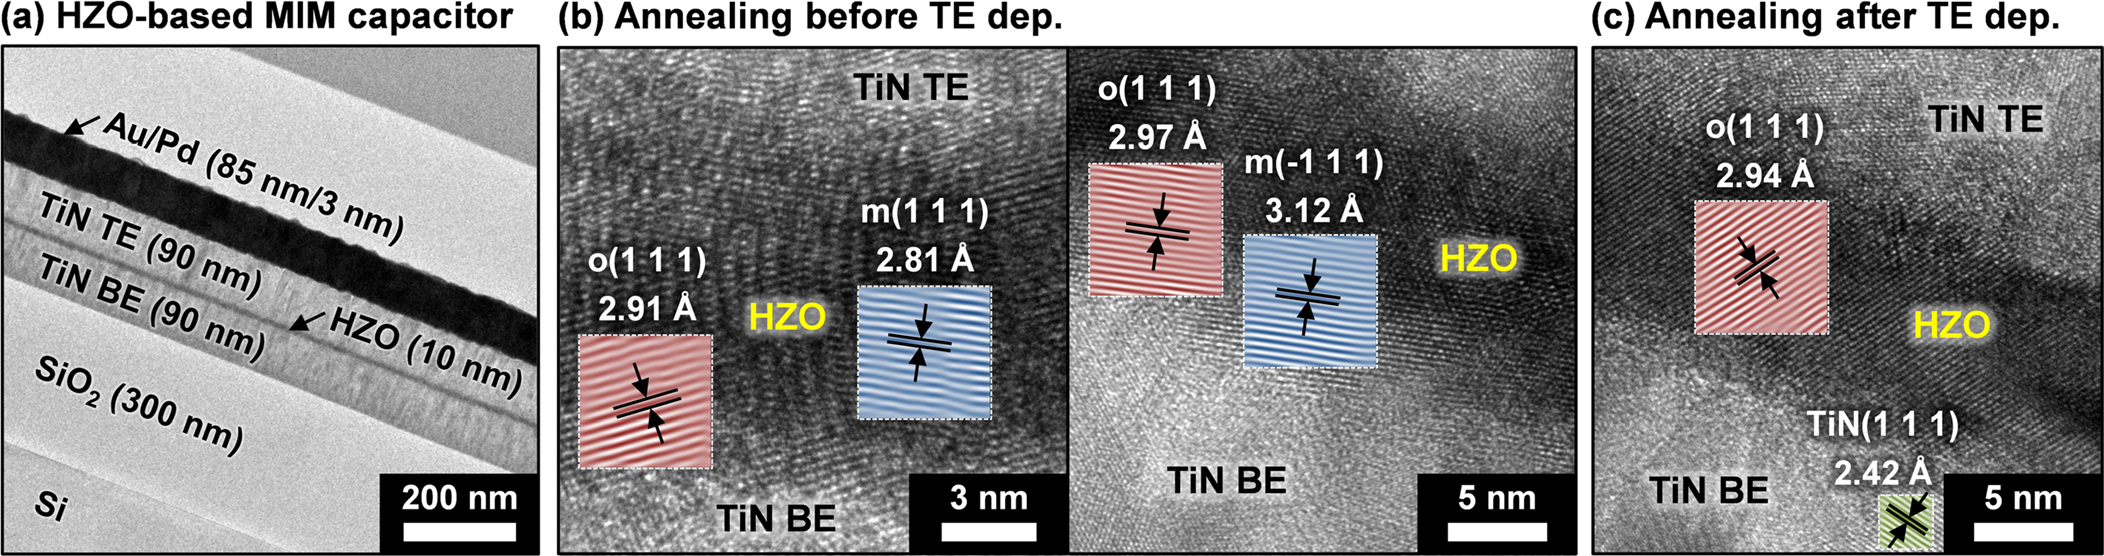 (a) HZO-based MIM capacitor
Au/Pd (85 nm/3 nm)
TiN TE (90 nm)
TiN BE (90 nm)
HZO (10 nm)
SiO₂ (300 nm)
Si
200 nm
(b) Annealing before TE dep.
TiN TE
m(1 1 1)
2.81 Å
o(1 1 1)
2.91 Å
HZO
TiN BE
3 nm
o(1 1 1)
2.97 Å
m(-1 1 1)
3.12 Å
HZO
TiN BE
5 nm
(c) Annealing after TE dep.
TiN TE
o(1 1 1)
2.94 Å
HZO
TiN(1 1 1)
2.42 Å
TiN BE
5 nm